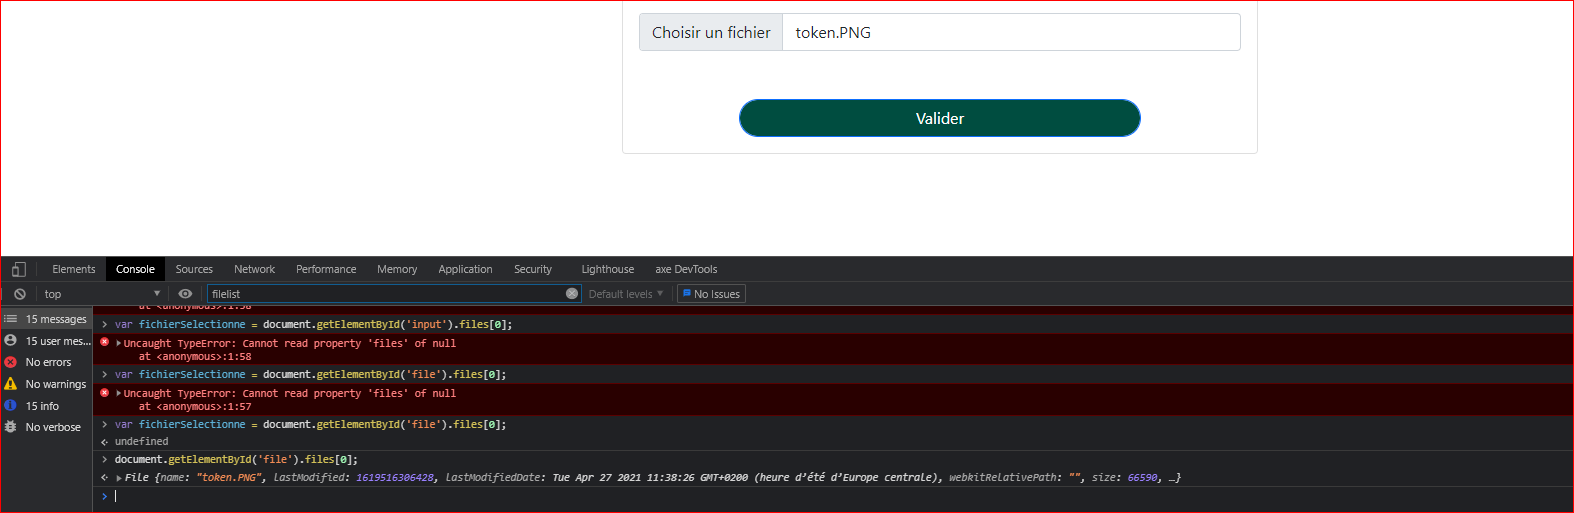 Choisir un fichier token.PNG
Valider
Elements Console Sources Network Performance Memory Application Security Lighthouse axe DevTools
top filelist Default levels No Issues
at <anonymous>:1:58
15 messages
> var fichierSelectionne = document.getElementById('input').files[0];
15 user mes...
Uncaught TypeError: Cannot read property 'files' of null
at <anonymous>:1:58
No errors
> var fichierSelectionne = document.getElementById('file').files[0];
No warnings
Uncaught TypeError: Cannot read property 'files' of null
at <anonymous>:1:57
15 info
> var fichierSelectionne = document.getElementById('file').files[0];
No verbose
undefined
> document.getElementById('file').files[0];
File {name: "token.PNG", lastModified: 1619516306428, lastModifiedDate: Tue Apr 27 2021 11:38:26 GMT+0200 (heure d’été d’Europe centrale), webkitRelativePath: "", size: 66590, …}
>